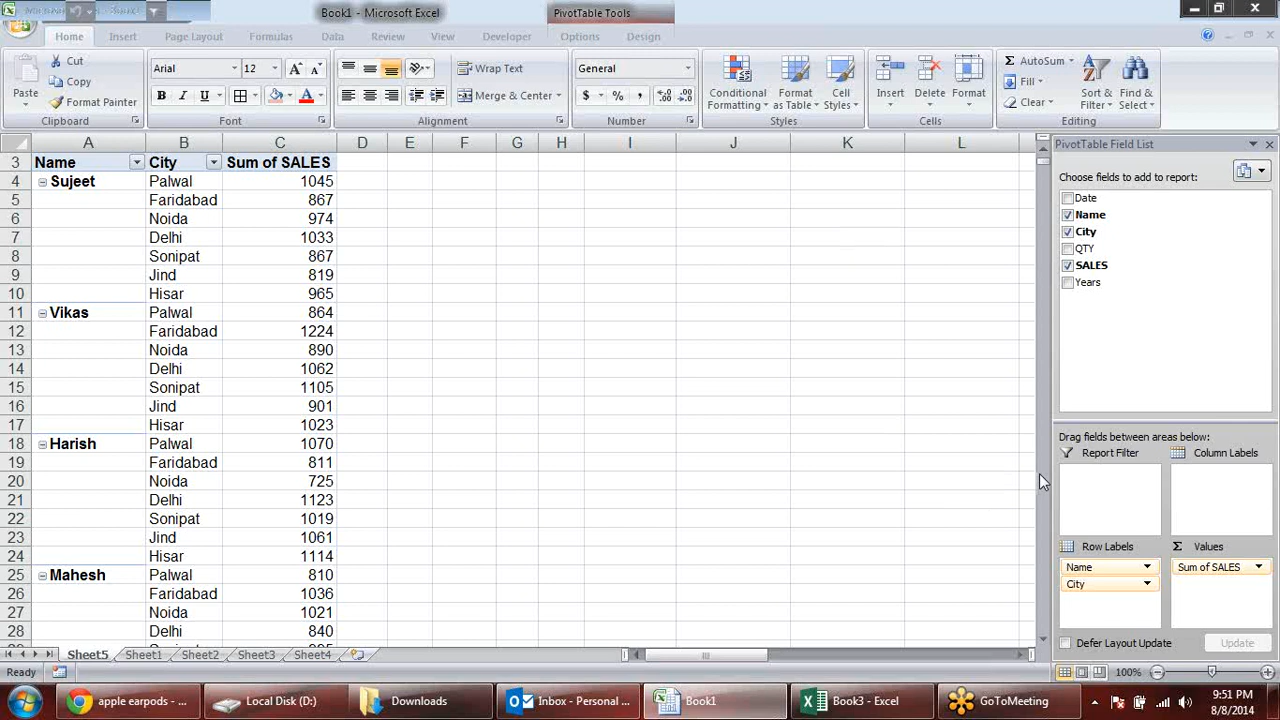 Book1 - Microsoft Excel
PivotTable Tools
Home Insert Page Layout Formulas Data Review View Developer Options Design
Paste
Cut
Copy
Format Painter
Clipboard
Arial 12
Font
Wrap Text
Merge & Center
Alignment
General
Number
Conditional Formatting
Format as Table
Cell Styles
Styles
Insert Delete Format
Cells
Σ AutoSum
Fill
Clear
Sort & Filter
Find & Select
Editing
A B C D E F G H I J K L
3 Name City Sum of SALES
4 Sujeet Palwal 1045
5 Faridabad 867
6 Noida 974
7 Delhi 1033
8 Sonipat 867
9 Jind 819
10 Hisar 965
11 Vikas Palwal 864
12 Faridabad 1224
13 Noida 890
14 Delhi 1062
15 Sonipat 1105
16 Jind 901
17 Hisar 1023
18 Harish Palwal 1070
19 Faridabad 811
20 Noida 725
21 Delhi 1123
22 Sonipat 1019
23 Jind 1061
24 Hisar 1114
25 Mahesh Palwal 810
26 Faridabad 1036
27 Noida 1021
28 Delhi 840
PivotTable Field List
Choose fields to add to report:
Date
Name
City
QTY
SALES
Years
Drag fields between areas below:
Report Filter
Column Labels
Row Labels
Σ Values
Name
City
Sum of SALES
Defer Layout Update
Update
Sheet5 Sheet1 Sheet2 Sheet3 Sheet4
Ready
100%
apple earpods - ...
Local Disk (D:)
Downloads
Inbox - Personal ...
Book1
Book3 - Excel
GoToMeeting
9:51 PM
8/8/2014